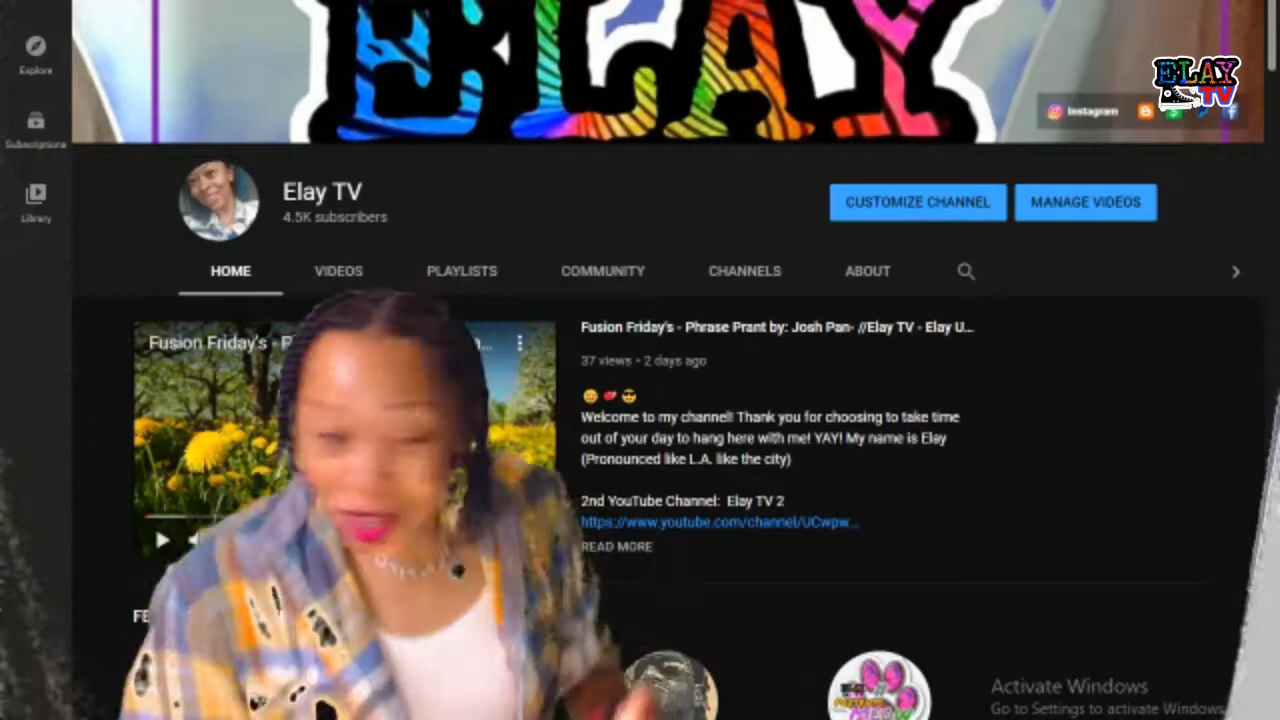 ELAY
ELAY
TV
Instagram
Explore
Subscriptions
Library
Elay TV
4.5K subscribers
CUSTOMIZE CHANNEL
MANAGE VIDEOS
HOME
VIDEOS
PLAYLISTS
COMMUNITY
CHANNELS
ABOUT
Fusion Friday's - P
Fusion Friday's - Phrase Prant by: Josh Pan- //Elay TV - Elay U...
37 views • 2 days ago
Welcome to my channel! Thank you for choosing to take time
out of your day to hang here with me! YAY! My name is Elay
(Pronounced like L.A. like the city)
2nd YouTube Channel: Elay TV 2
https://www.youtube.com/channel/UCwpw...
READ MORE
FE
Activate Windows
Go to Settings to activate Windows.